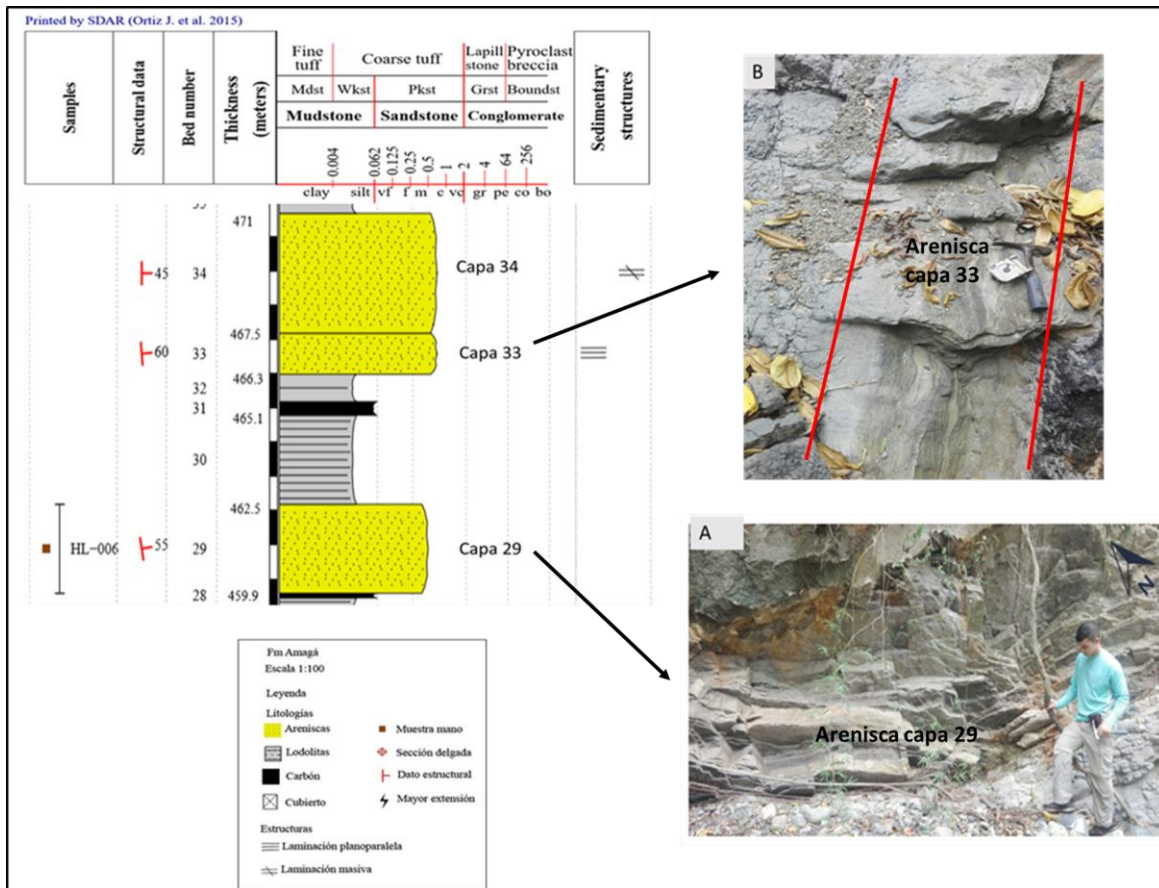 Printed by SDAR (Ortiz J. et al. 2015)
Samples
Structural data
Bed number
Thickness
(meters)
Fine tuff
Coarse tuff
Lapill stone
Pyroclast breccia
Mdst
Wkst
Pkst
Grst
Boundst
Mudstone
Sandstone
Conglomerate
0.004
0.062
0.125
0.25
0.5
1
2
4
64
256
clay
silt
vf
f
m
c
vc
gr
pe
co
bo
Sedimentary
structures
471
45
34
Capa 34
467.5
60
33
Capa 33
466.3
32
31
465.1
30
462.5
HL-006
55
29
Capa 29
28
459.9
B
Arenisca
capa 33
A
N
Arenisca capa 29
Fm Amagá
Escala 1:100
Leyenda
Litologías
Areniscas
Muestra mano
Lodolitas
Sección delgada
Carbón
Dato estructural
Cubierto
Mayor extensión
Estructuras
Laminación planoparalela
Laminación masiva